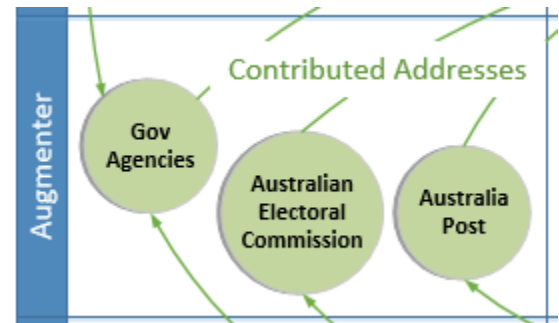 Augmenter
Contributed Addresses
Gov
Agencies
Australian
Electoral
Commission
Australia
Post